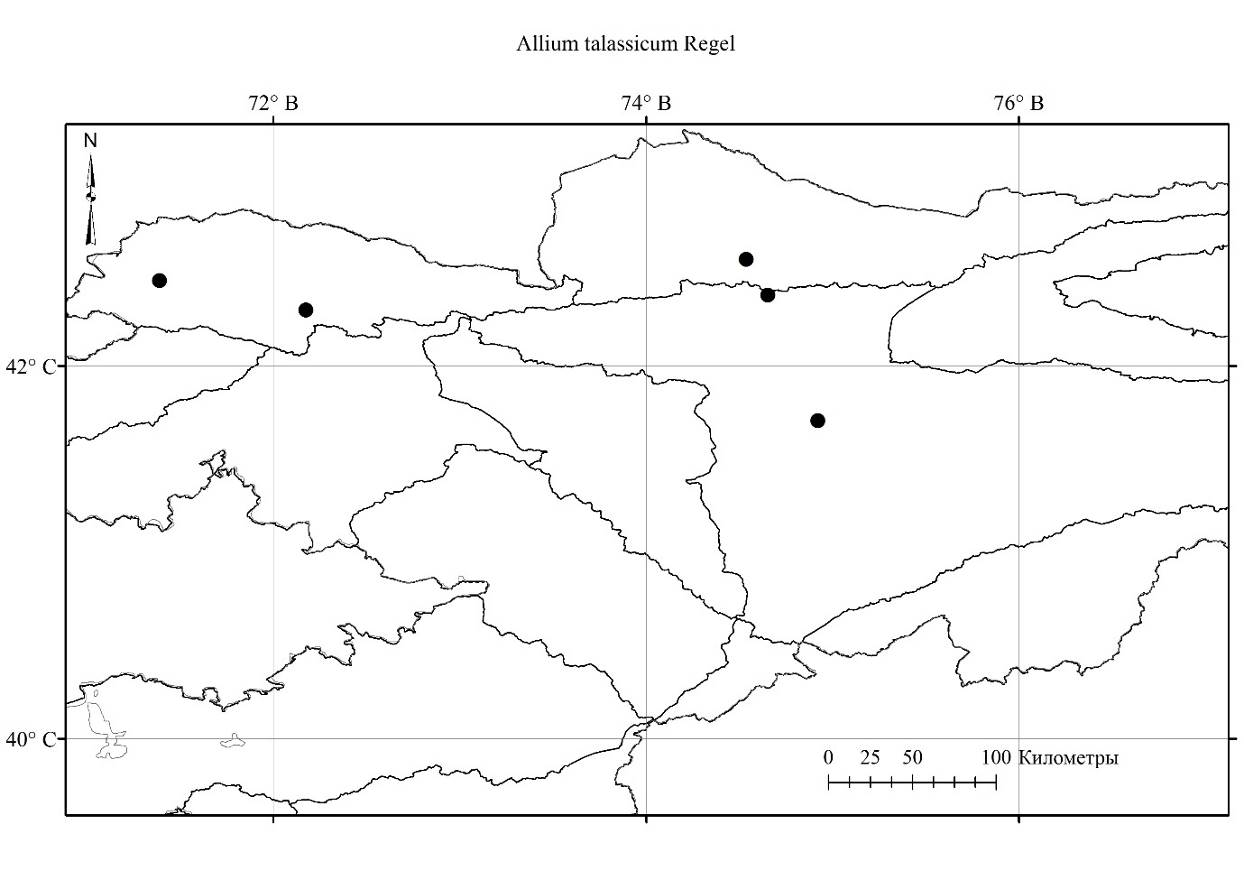 Allium talassicum Regel
72° В 74° В 76° В
N
42° С
40° С
0 25 50 100 Километры